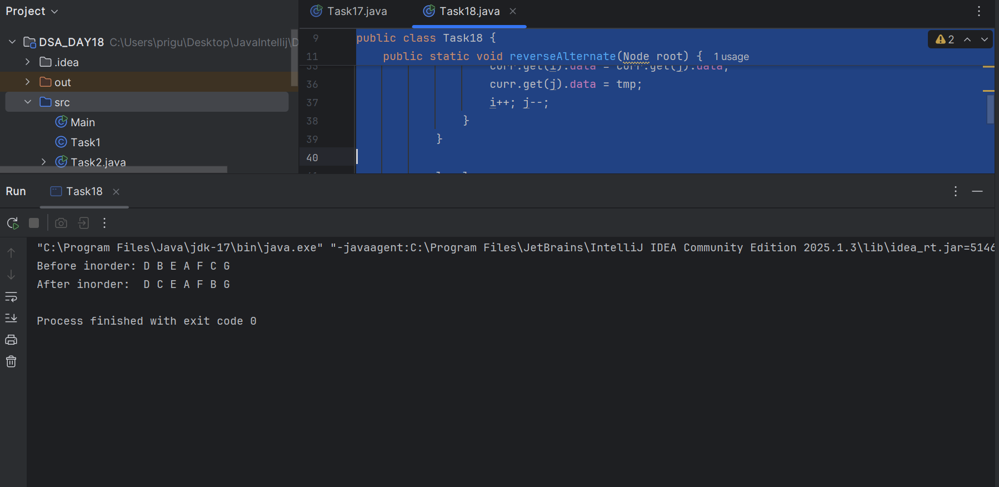 Project
Task17.java
Task18.java
DSA_DAY18 C:\Users\prigu\Desktop\JavaIntellij\D
.idea
out
src
Main
Task1
Task2.java
9 public class Task18 {
2
11 public static void reverseAlternate(Node root) { 1 usage
35 curr.get(i).data = curr.get(j).data;
36 curr.get(j).data = tmp;
37 i++; j--;
38 }
39 }
40
Run
Task18
"C:\Program Files\Java\jdk-17\bin\java.exe" "-javaagent:C:\Program Files\JetBrains\IntelliJ IDEA Community Edition 2025.1.3\lib\idea_rt.jar=5146
Before inorder: D B E A F C G
After inorder:  D C E A F B G
Process finished with exit code 0